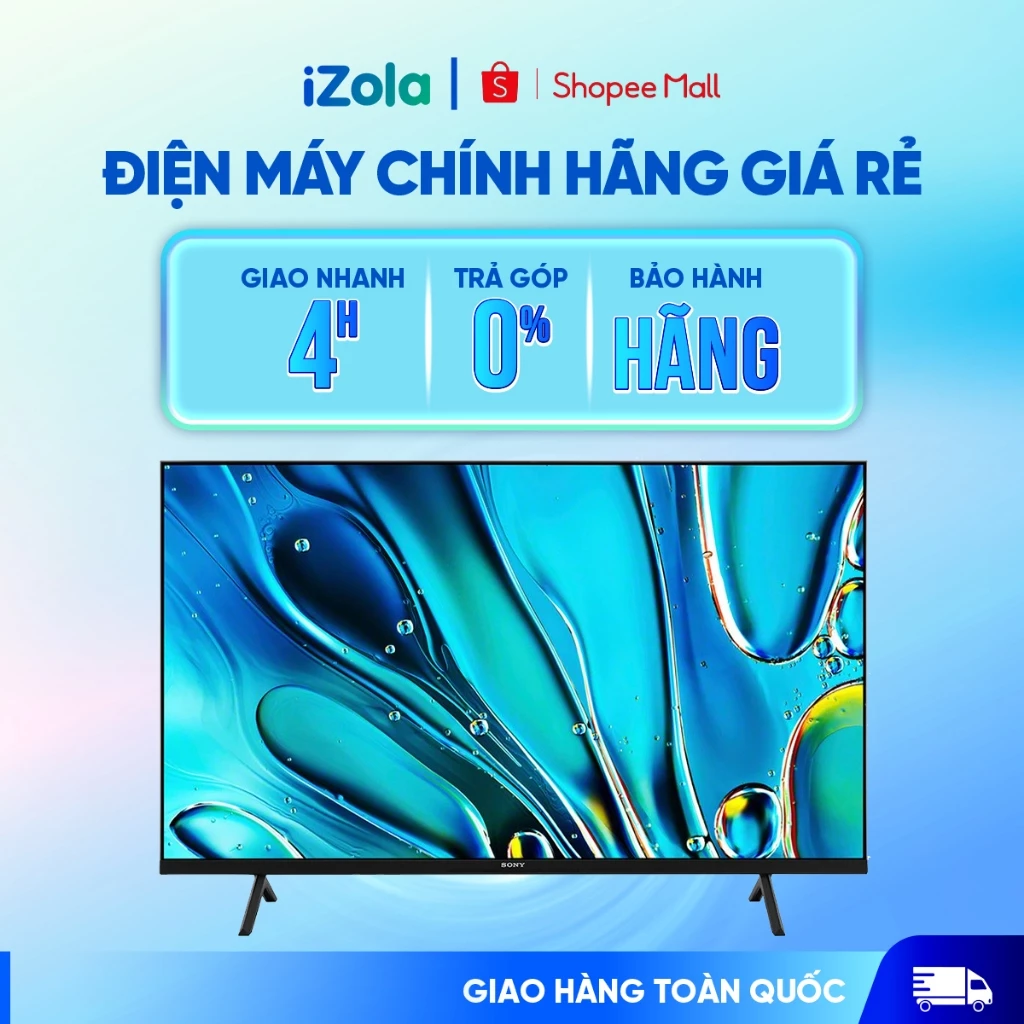 iZola | S | Shopee Mall
ĐIỆN MÁY CHÍNH HÃNG GIÁ RẺ
GIAO NHANH
4H
TRẢ GÓP
0%
BẢO HÀNH
HÃNG
SONY
GIAO HÀNG TOÀN QUỐC